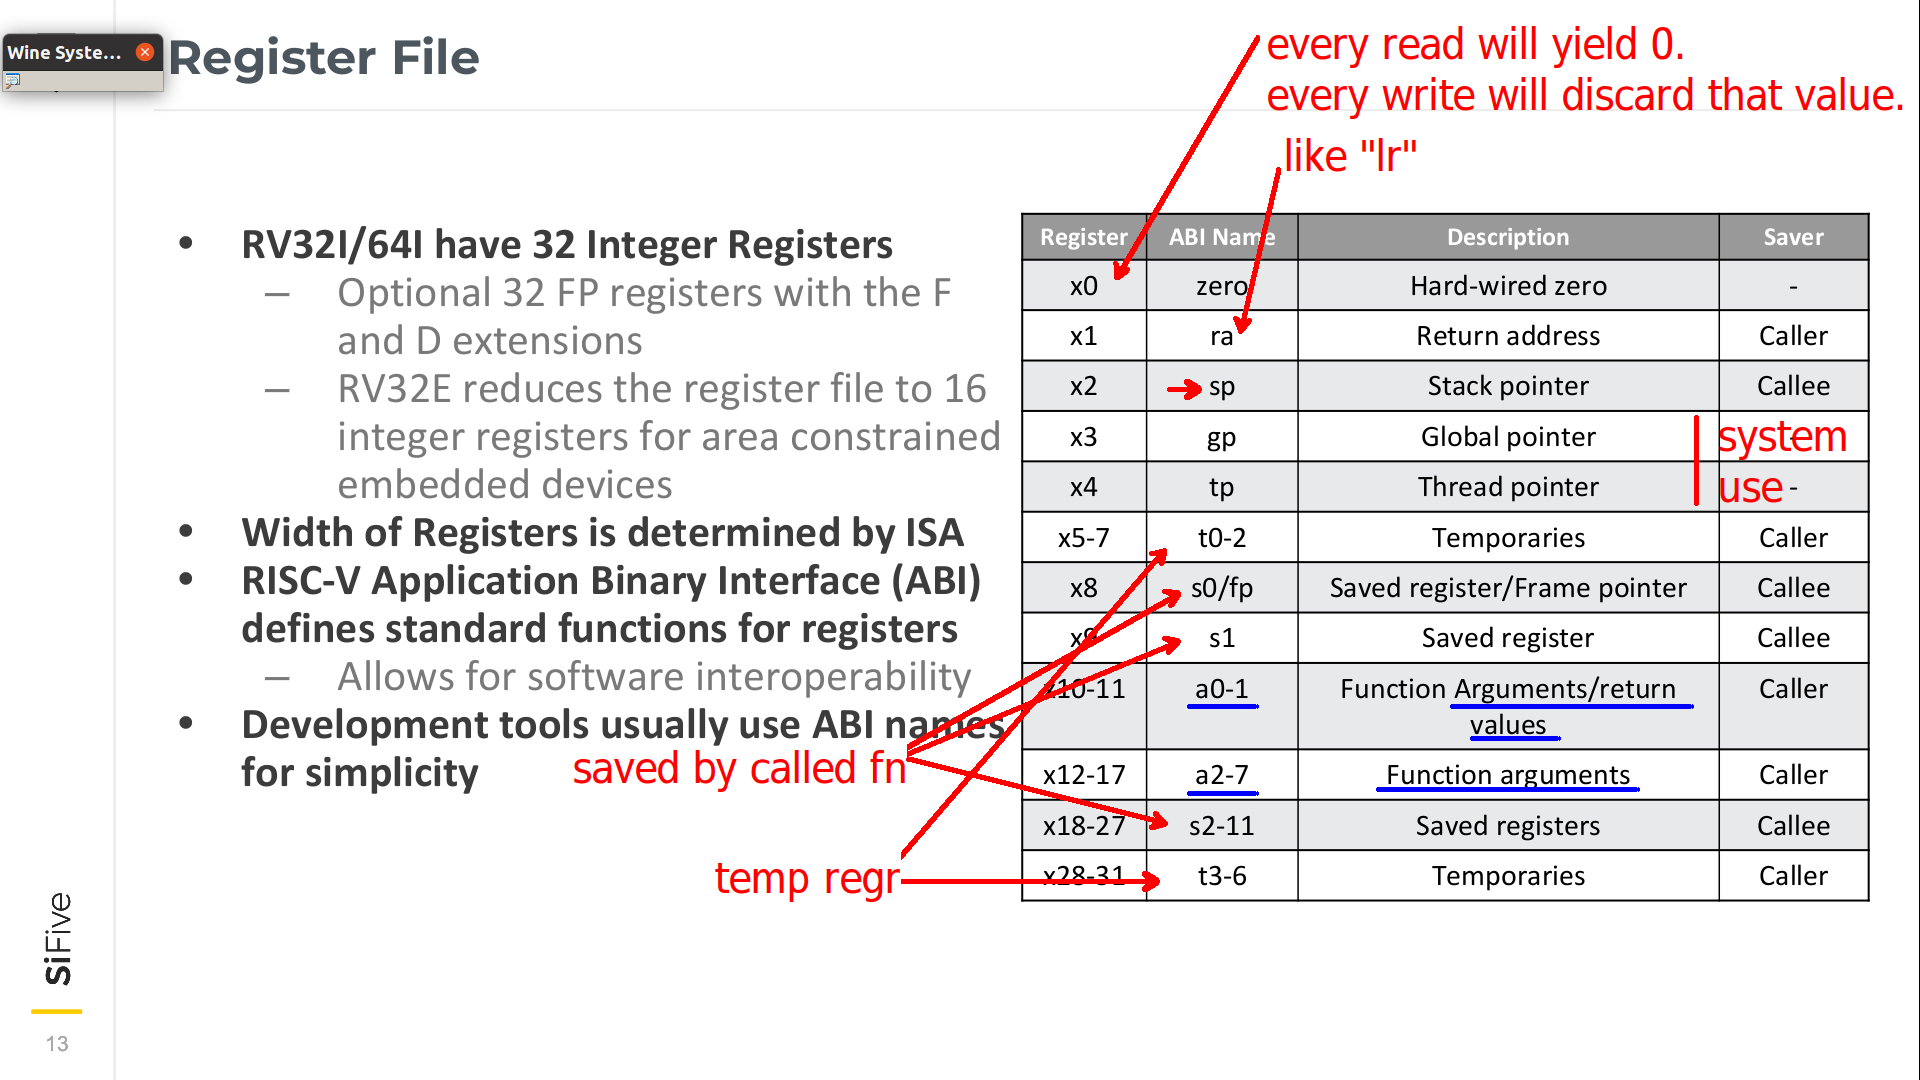 Wine Syste...
Register File
every read will yield 0.
every write will discard that value.
like "lr"
• RV32I/64I have 32 Integer Registers
– Optional 32 FP registers with the F
and D extensions
– RV32E reduces the register file to 16
integer registers for area constrained
embedded devices
• Width of Registers is determined by ISA
• RISC-V Application Binary Interface (ABI)
defines standard functions for registers
– Allows for software interoperability
• Development tools usually use ABI names
for simplicity
saved by called fn
temp regr
Register ABI Name Description Saver
x0 zero Hard-wired zero -
x1 ra Return address Caller
x2 sp Stack pointer Callee
x3 gp Global pointer -
x4 tp Thread pointer -
system
use
x5-7 t0-2 Temporaries Caller
x8 s0/fp Saved register/Frame pointer Callee
x9 s1 Saved register Callee
x10-11 a0-1 Function Arguments/return Caller
values
x12-17 a2-7 Function arguments Caller
x18-27 s2-11 Saved registers Callee
x28-31 t3-6 Temporaries Caller
SiFive
13